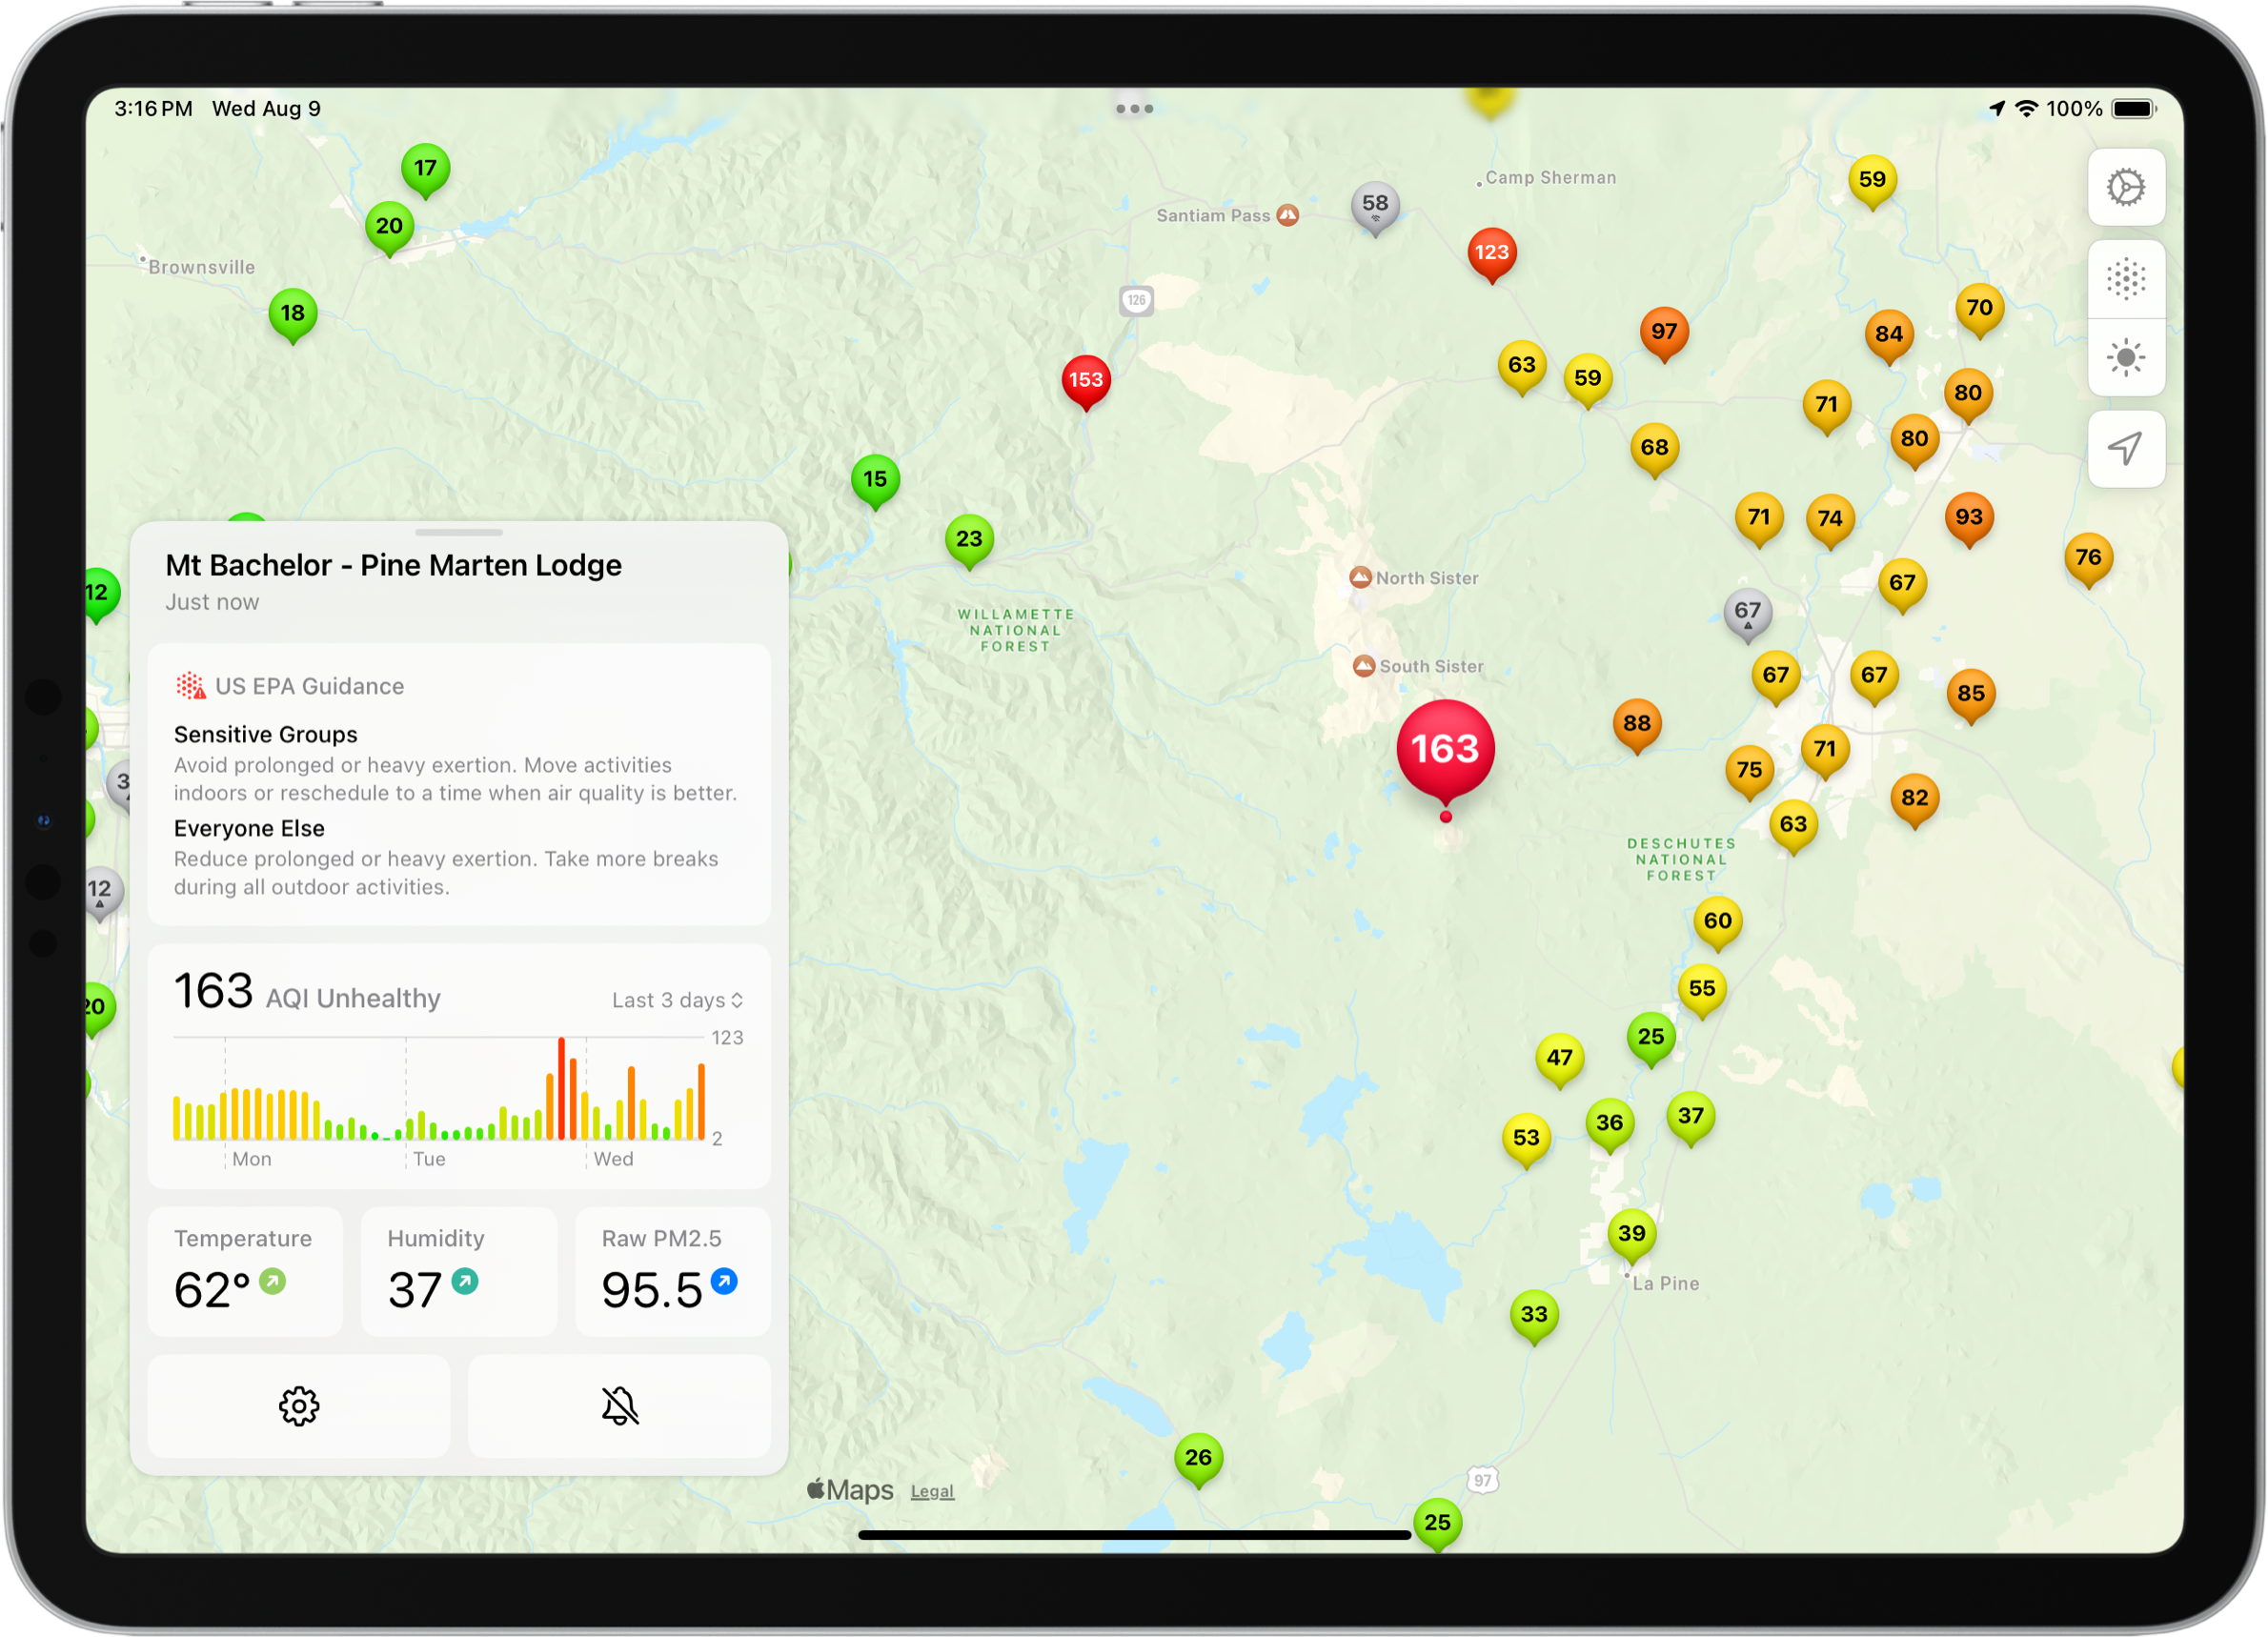 3:16 PM Wed Aug 9
100%
17
20
Brownsville
18
Santiam Pass
58
Camp Sherman
59
123
126
97
70
84
153
63
59
80
71
80
68
15
71
74
93
23
76
North Sister
67
WILLAMETTE
NATIONAL
FOREST
67
12
South Sister
67
67
85
88
163
71
75
82
63
DESCHUTES
NATIONAL
FOREST
12
60
55
20
25
47
36
37
53
39
La Pine
33
26
97
25
Mt Bachelor - Pine Marten Lodge
Just now
US EPA Guidance
Sensitive Groups
Avoid prolonged or heavy exertion. Move activities
indoors or reschedule to a time when air quality is better.
Everyone Else
Reduce prolonged or heavy exertion. Take more breaks
during all outdoor activities.
163 AQI Unhealthy
Last 3 days
123
2
Mon Tue Wed
Temperature Humidity Raw PM2.5
62° 37 95.5
Maps Legal